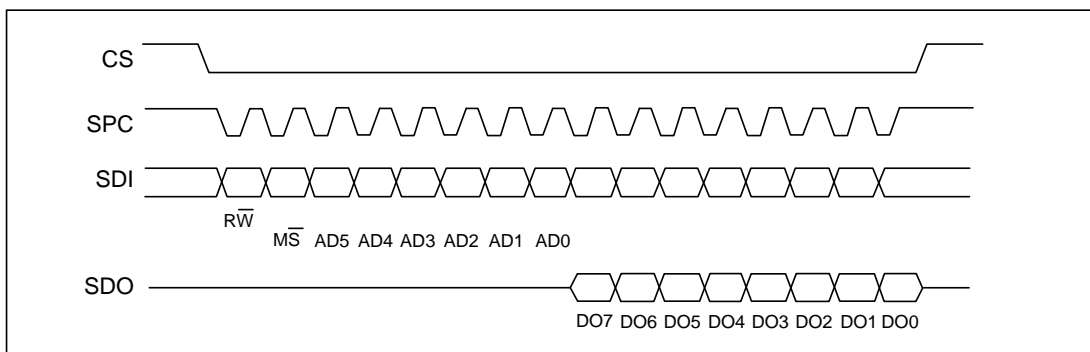 CS
SPC
SDI
RW̅
MS̅ AD5 AD4 AD3 AD2 AD1 AD0
SDO
DO7 DO6 DO5 DO4 DO3 DO2 DO1 DO0